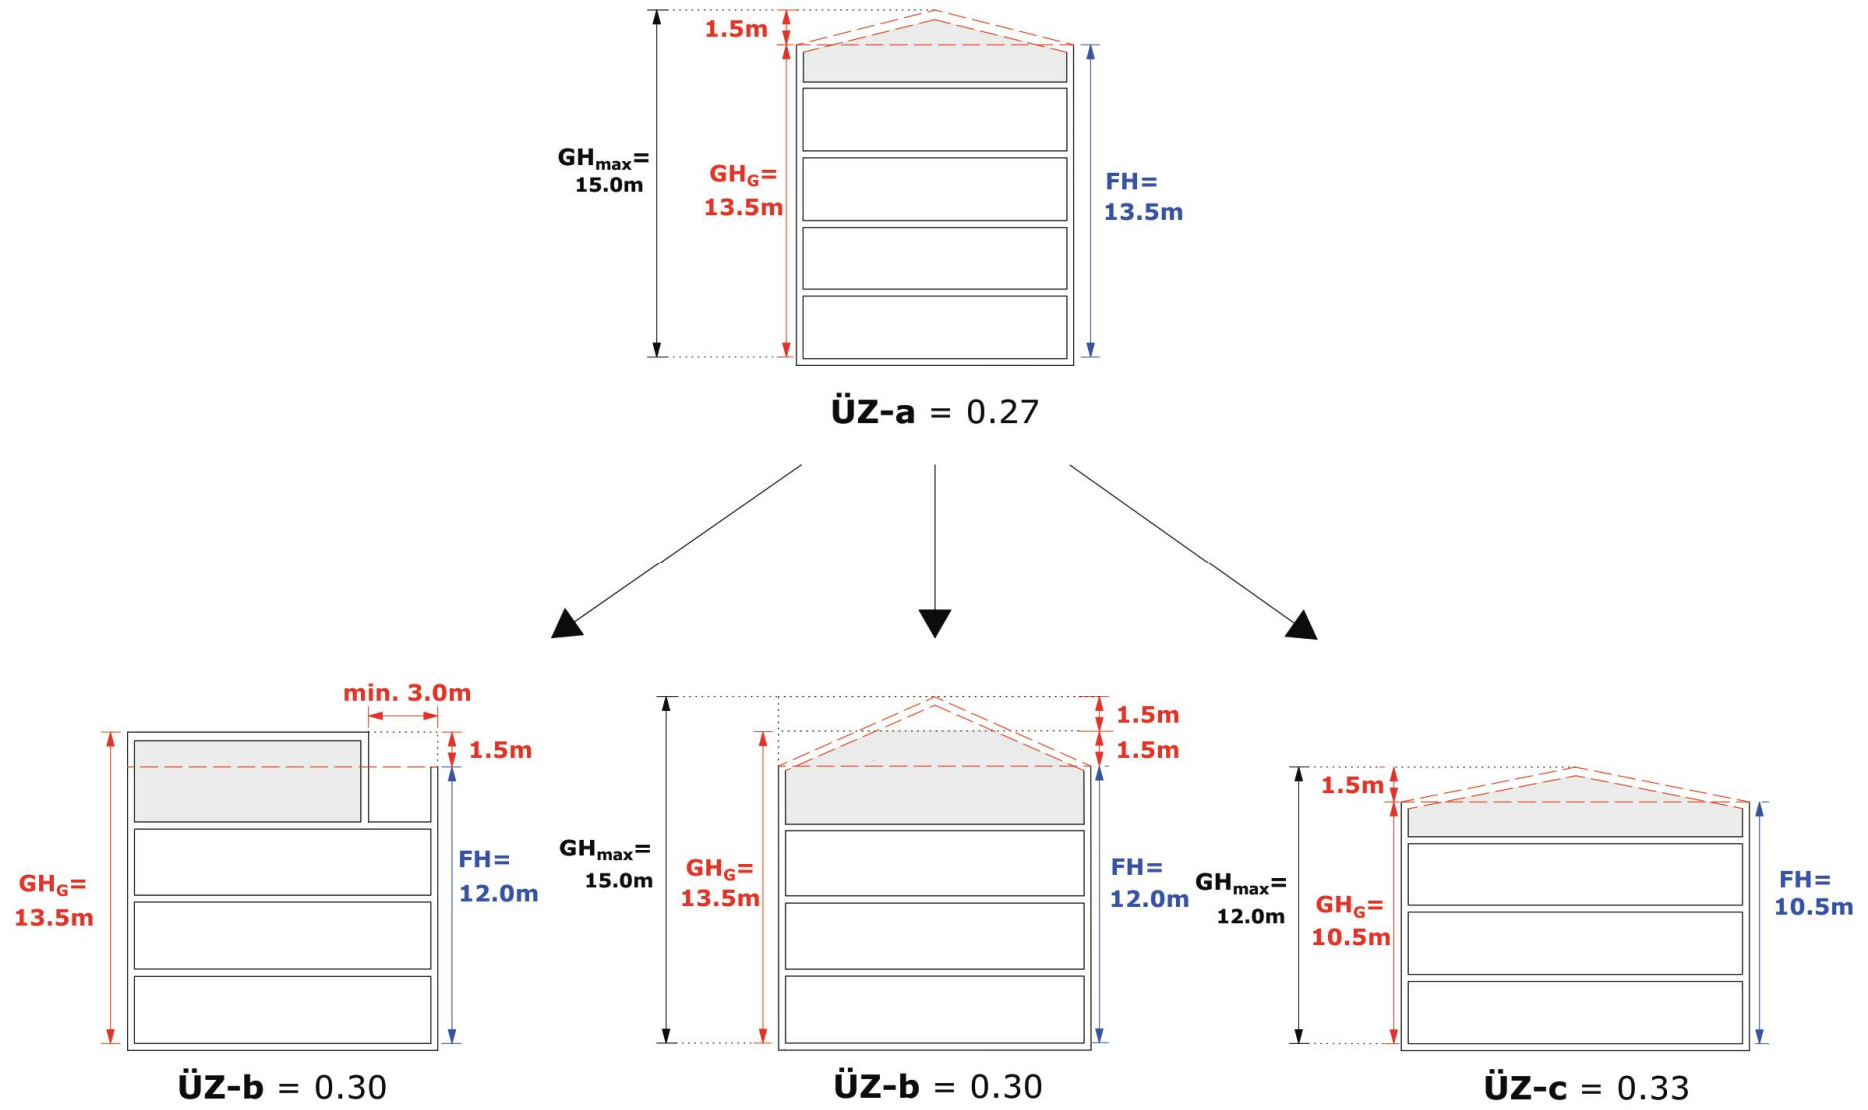 1.5m
GHmax=
15.0m
GHG=
13.5m
FH=
13.5m
ÜZ-a = 0.27
min. 3.0m
1.5m
GHG=
13.5m
FH=
12.0m
ÜZ-b = 0.30
1.5m
1.5m
GHmax=
15.0m
GHG=
13.5m
FH=
12.0m
ÜZ-b = 0.30
1.5m
GHmax=
12.0m
GHG=
10.5m
FH=
10.5m
ÜZ-c = 0.33